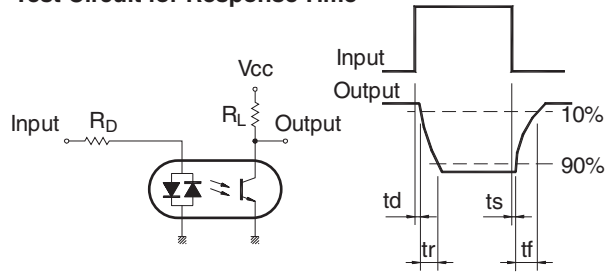 Test Circuit for Response Time
Input
Output
Vcc
RL
Input
RD
Output
10%
90%
td
ts
tr
tf